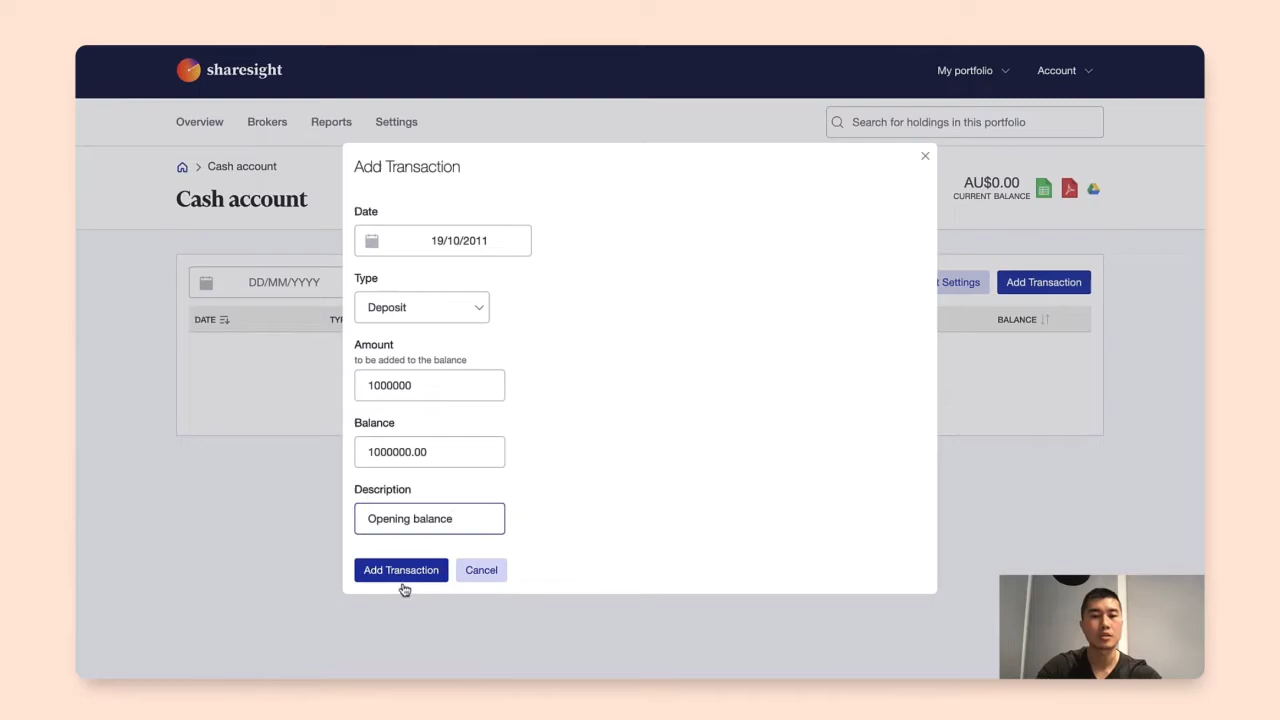 sharesight
My portfolio
Account
Overview
Brokers
Reports
Settings
Search for holdings in this portfolio
Cash account
Cash account
AU$0.00
CURRENT BALANCE
DD/MM/YYYY
t Settings
Add Transaction
DATE
TYP
BALANCE
Add Transaction
Date
19/10/2011
Type
Deposit
Amount
to be added to the balance
1000000
Balance
1000000.00
Description
Opening balance
Add Transaction
Cancel